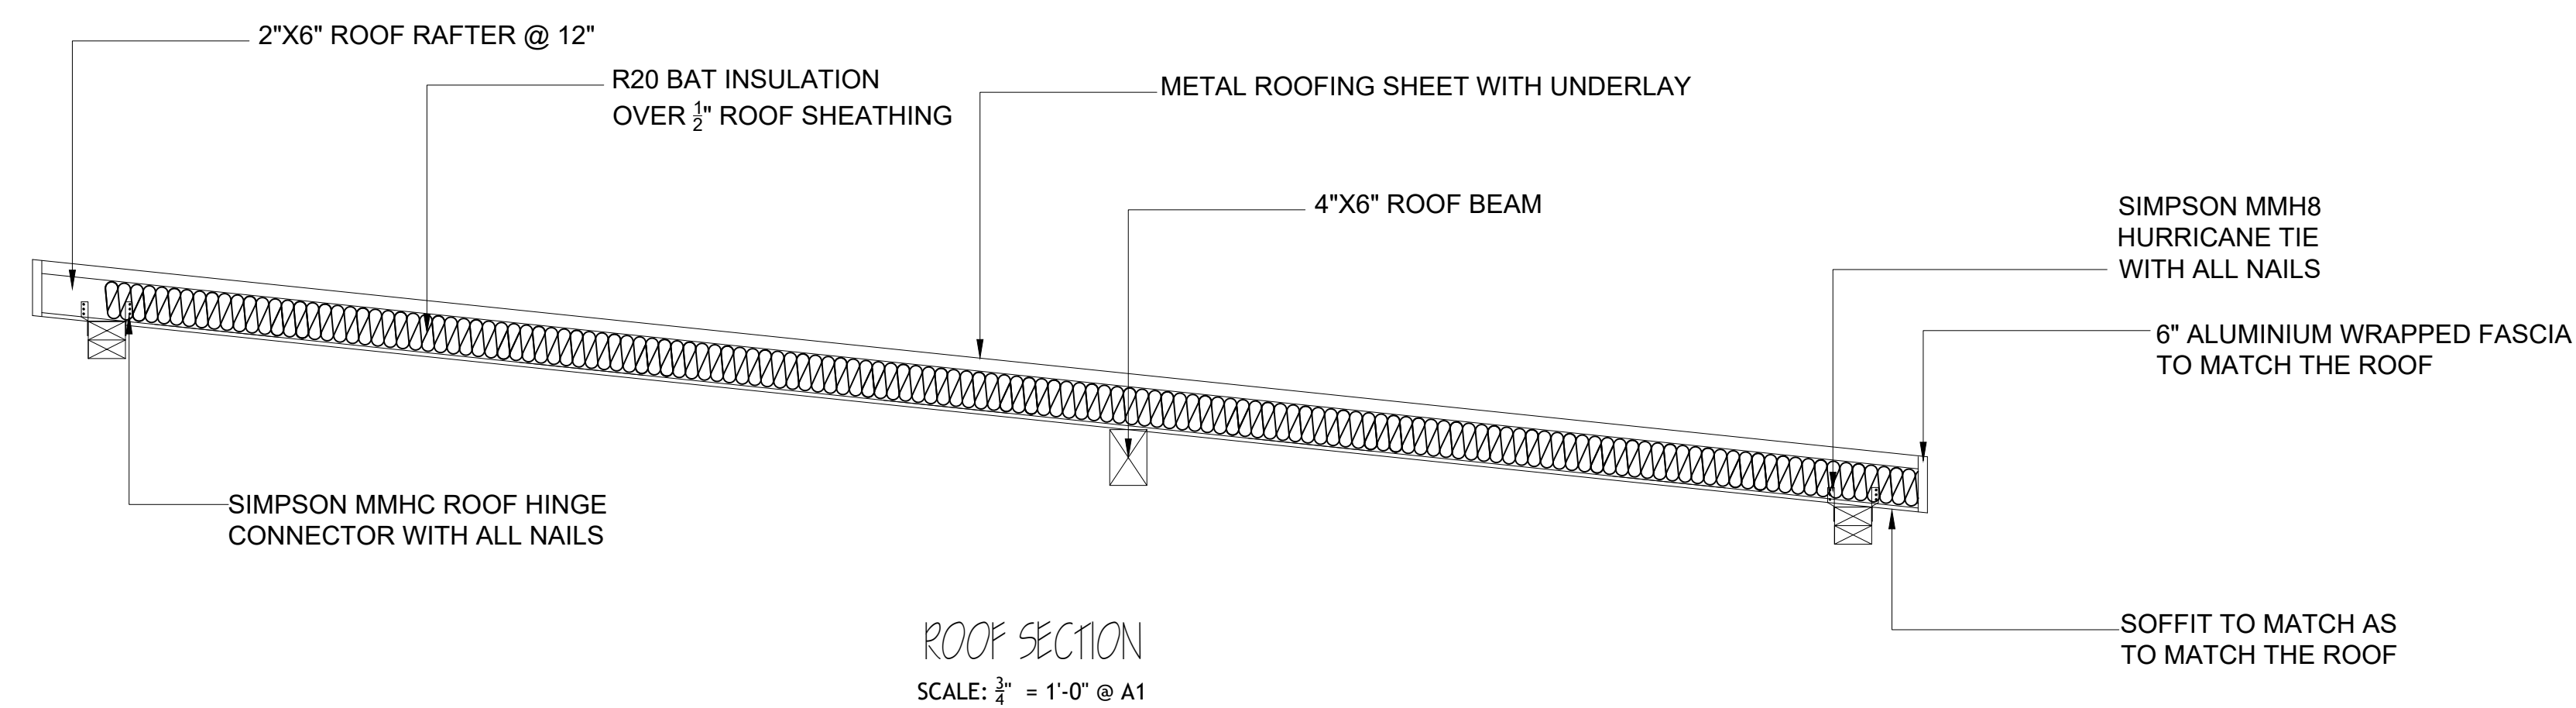 2"X6" ROOF RAFTER @ 12"
R20 BAT INSULATION
OVER 1/2" ROOF SHEATHING
METAL ROOFING SHEET WITH UNDERLAY
4"X6" ROOF BEAM
SIMPSON MMH8
HURRICANE TIE
WITH ALL NAILS
6" ALUMINIUM WRAPPED FASCIA
TO MATCH THE ROOF
SIMPSON MMHC ROOF HINGE
CONNECTOR WITH ALL NAILS
SOFFIT TO MATCH AS
TO MATCH THE ROOF
ROOF SECTION
SCALE: 3/4" = 1'-0" @ A1